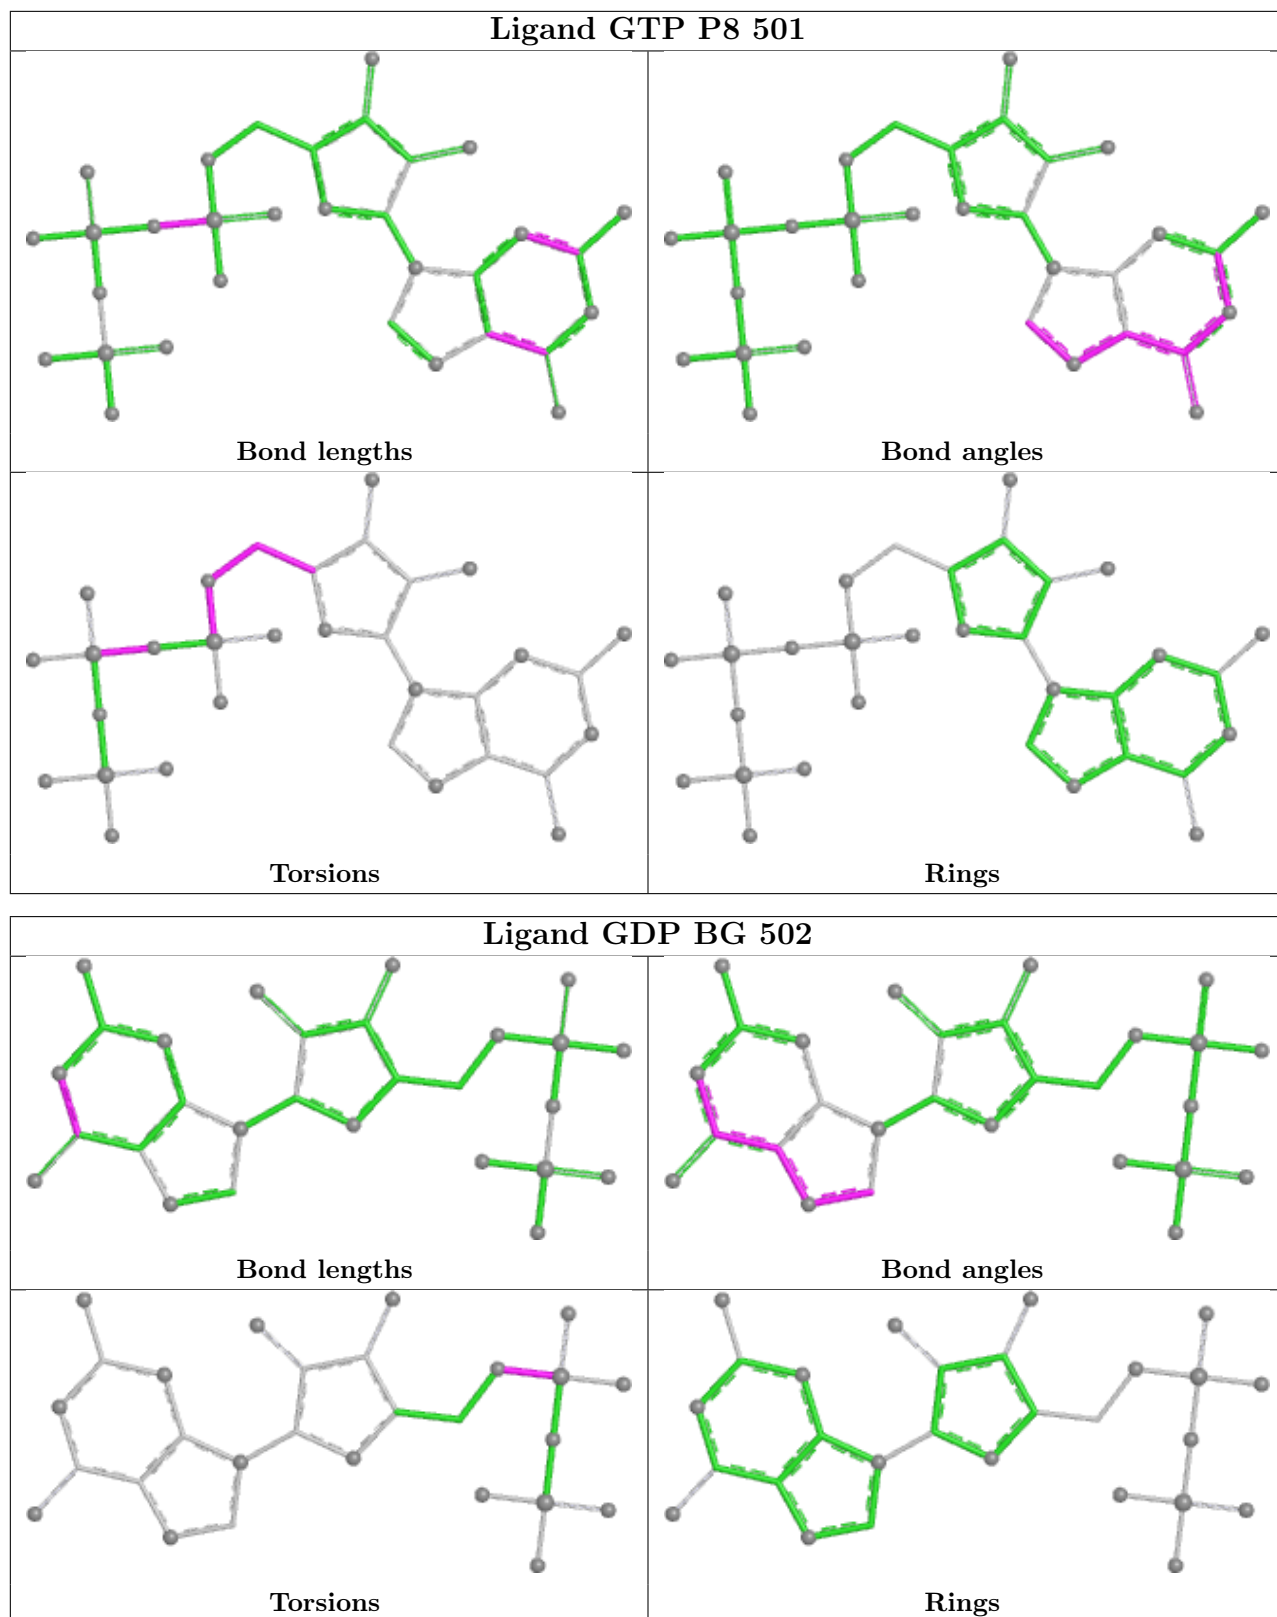 Ligand GTP P8 501
Bond lengths
Bond angles
Torsions
Rings
Ligand GDP BG 502
Bond lengths
Bond angles
Torsions
Rings